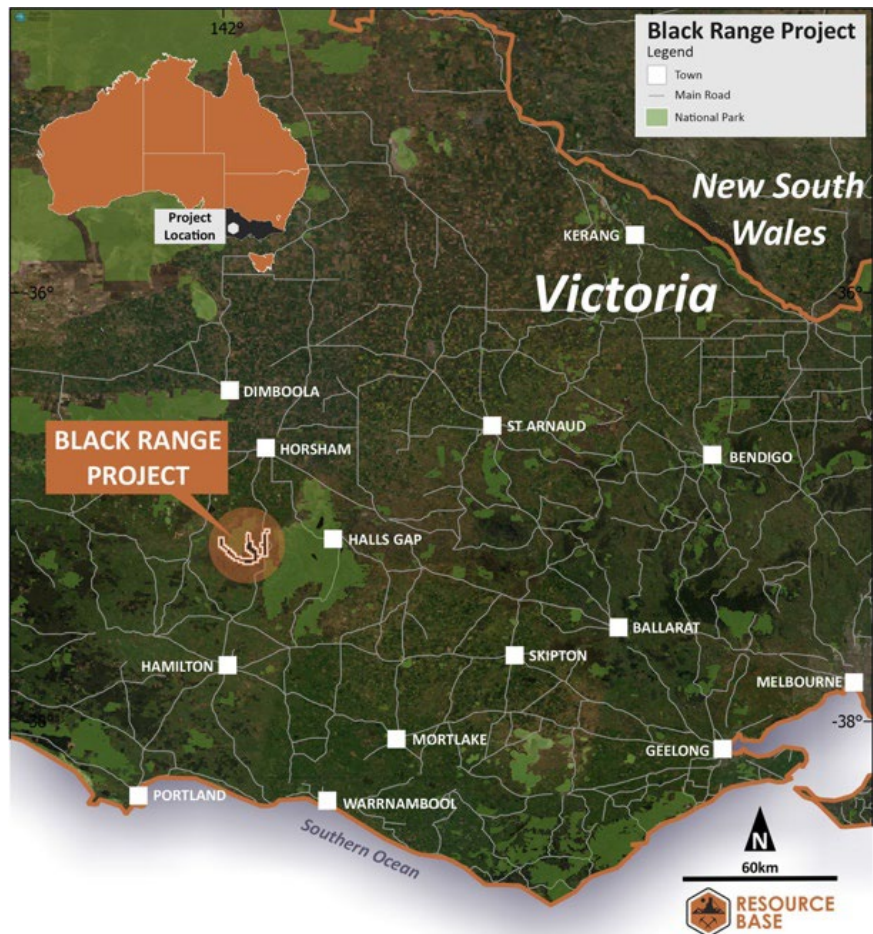 142°
Black Range Project
Legend
Town
Main Road
National Park
Project
Location
New South
Wales
KERANG
Victoria
-36°
-36°
DIMBOOLA
BLACK RANGE
PROJECT
HORSHAM
ST ARNAUD
BENDIGO
HALLS GAP
BALLARAT
HAMILTON
SKIPTON
MELBOURNE
-38°
-38°
MORTLAKE
GEELONG
PORTLAND
WARRNAMBOOL
Southern Ocean
N
60km
RESOURCE
BASE